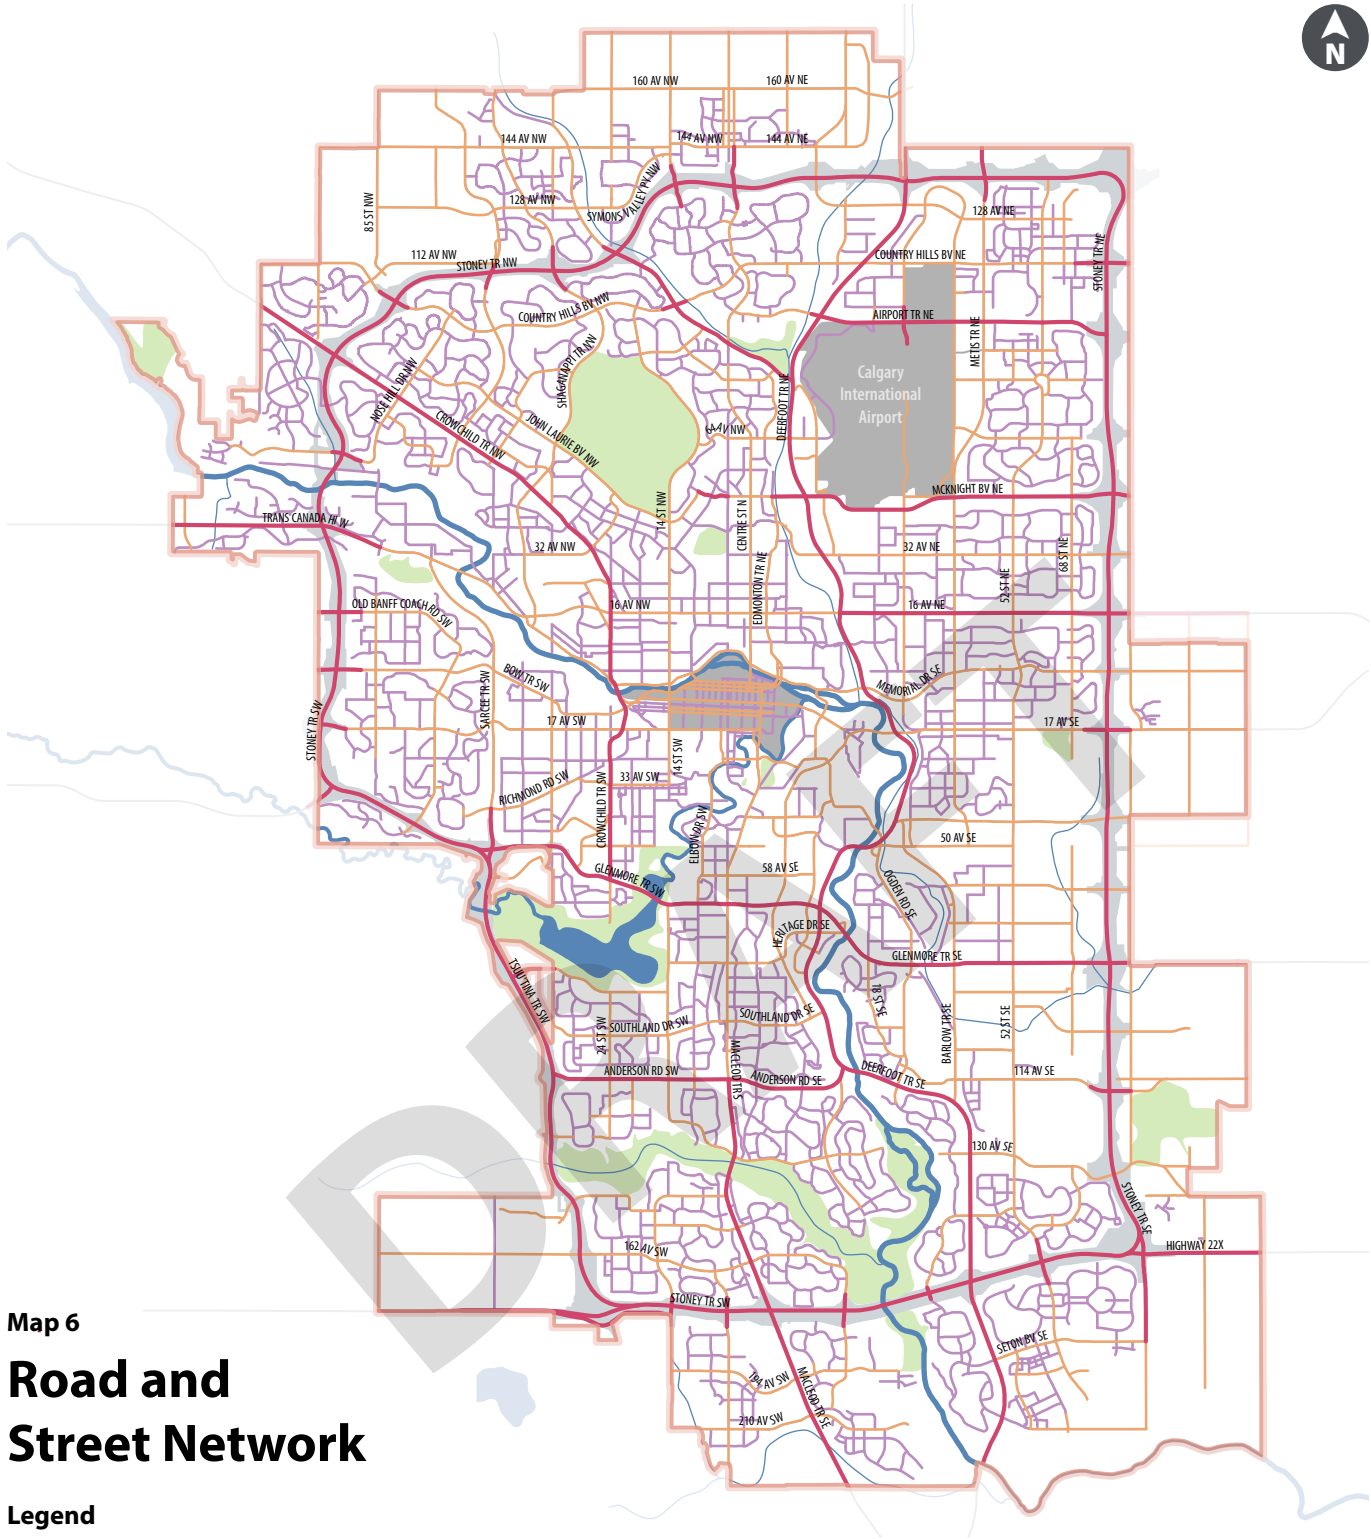 N
160 AV NW
160 AV NE
144 AV NW
144 AV NW
144 AV NE
85 ST NW
128 AV NW
SYMONS VALLEY PY NW
128 AV NE
112 AV NW
STONEY TR NW
COUNTRY HILLS BV NE
STONEY TR NE
COUNTRY HILLS BV NW
AIRPORT TR NE
METIS TR NE
SHAGANAPPI TR NW
NOSE HILL DR NW
Calgary
International
Airport
DEERFOOT TR NE
CROWCHILD TR NW
JOHN LAURIE BV NW
64 AV NW
MCKNIGHT BV NE
14 ST NW
CENTRE ST N
TRANS CANADA HI W
32 AV NW
32 AV NE
68 ST NE
EDMONTON TR NE
52 ST NE
OLD BANFF COACH RD SW
16 AV NW
16 AV NE
BOW TR SW
MEMORIAL DR SE
SARCEE TR SW
STONEY TR SW
17 AV SW
17 AV SE
14 ST SW
33 AV SW
RICHMOND RD SW
CROWCHILD TR SW
ELBOW DR SW
50 AV SE
58 AV SE
GLENMORE TR SW
OGDEN RD SE
HERITAGE DR SE
GLENMORE TR SE
TSUUT'INA TR SW
18 ST SE
SOUTHLAND DR SW
SOUTHLAND DR SE
24 ST SW
BARLOW TR SE
52 ST SE
MACLEOD TR S
ANDERSON RD SW
ANDERSON RD SE
DEERFOOT TR SE
114 AV SE
130 AV SE
STONEY TR SE
162 AV SW
HIGHWAY 22X
STONEY TR SW
SETON BV SE
194 AV SW
MACLEOD TR SE
210 AV SW
DRAFT
Map 6
Road and
Street Network
Legend